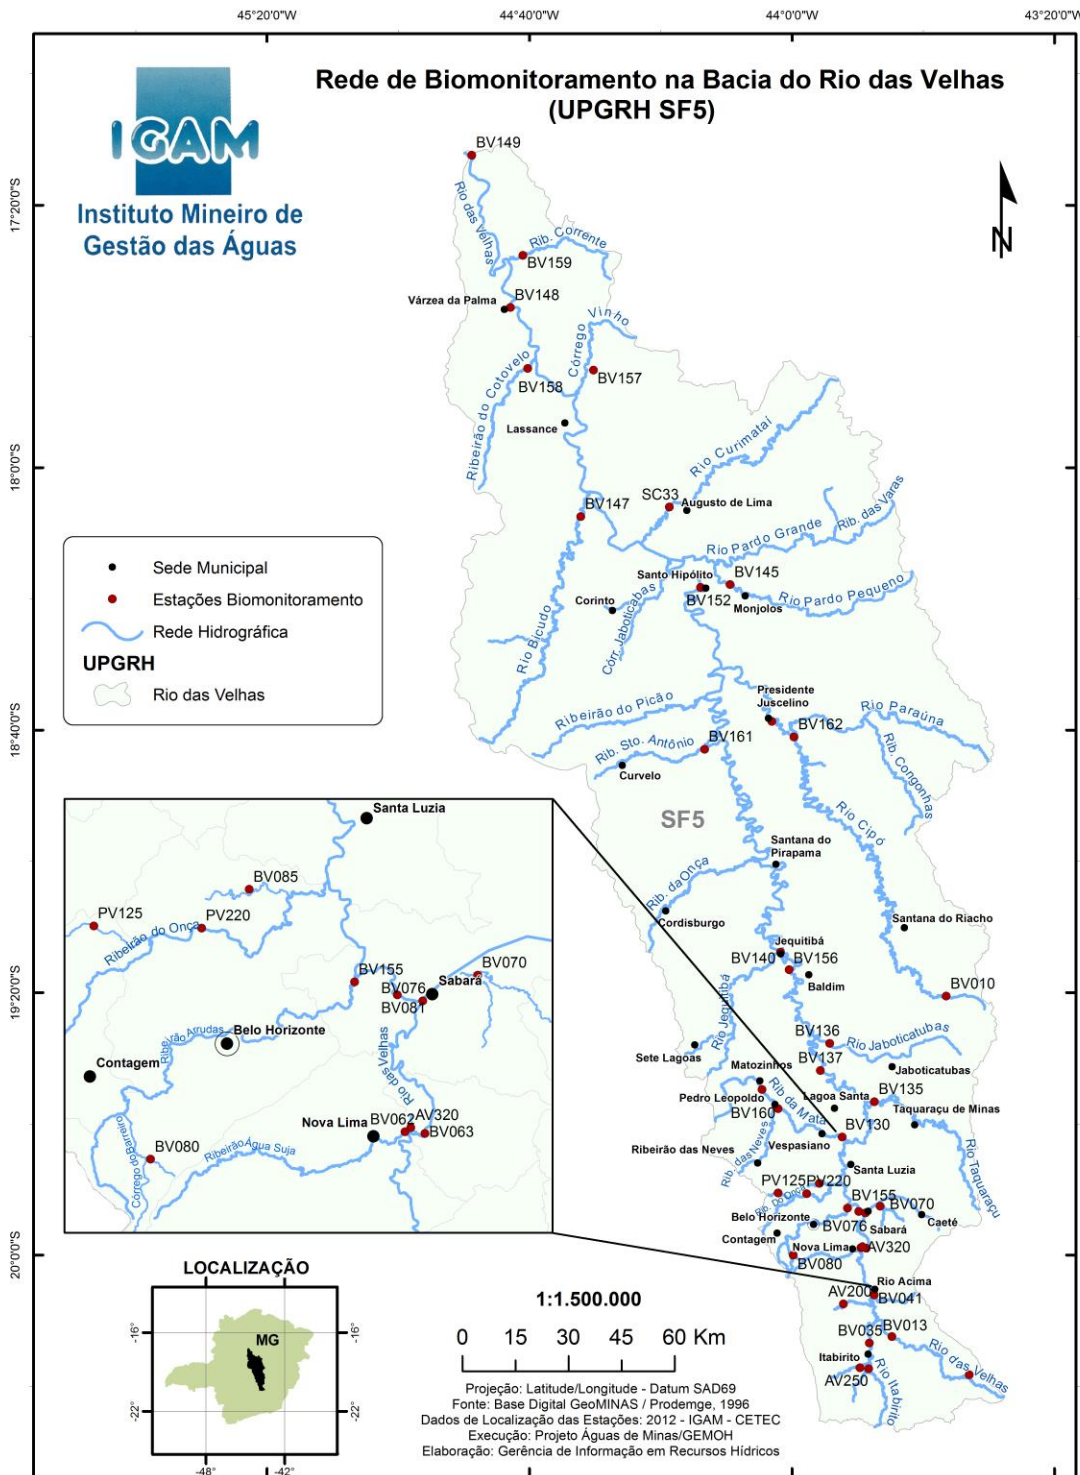 45°20'0"W
44°40'0"W
44°0'0"W
43°20'0"W
Rede de Biomonitoramento na Bacia do Rio das Velhas
(UPGRH SF5)
IGAM
Instituto Mineiro de
Gestão das Águas
N
17°20'0"S
18°0'0"S
18°40'0"S
19°20'0"S
20°0'0"S
BV149
Rio das Velhas
Rib. Corrente
BV159
BV148
Várzea da Palma
Córrego Vinho
BV158
BV157
Ribeirão do Cotovelo
Lassance
Rio Curimataí
SC33
Augusto de Lima
BV147
Rio Pardo Grande
Rib. das Varas
Santo Hipólito
BV145
BV152
Monjolos
Rio Pardo Pequeno
Corinto
Córr. Jaboticabas
Rio Bicudo
Sede Municipal
Estações Biomonitoramento
Rede Hidrográfica
UPGRH
Rio das Velhas
Presidente
Juscelino
Ribeirão do Picão
BV162
Rio Paraúna
Rib. Sto. Antônio
BV161
Curvelo
Rib. Congonhas
SF5
Rio Cipó
Santana do
Pirapama
Rib. da Onça
Cordisburgo
Santana do Riacho
Jequitibá
BV140
BV156
Baldim
BV010
Rio Jequitibá
BV136
Rio Jaboticatubas
BV137
Sete Lagoas
Matozinhos
Jaboticatubas
Pedro Leopoldo
Rib da Mata
Lagoa Santa
BV135
BV160
Taquaraçu de Minas
BV130
Ribeirão das Neves
Rib. das Neves
Vespasiano
Santa Luzia
Rio Taquaraçu
PV125
PV220
Rib. Do Onça
BV155
BV070
Belo Horizonte
BV076
Sabará
Caeté
Contagem
Nova Lima
AV320
BV080
Rio Acima
AV200
BV041
BV035
BV013
Itabirito
Rio das Velhas
AV250
Rio Itabirito
Santa Luzia
BV085
PV125
PV220
Ribeirão do Onça
BV155
BV076
BV081
Sabará
BV070
Ribeirão Arrudas
Belo Horizonte
Contagem
Rio das Velhas
Nova Lima
BV062
AV320
BV063
BV080
Ribeirão Água Suja
Córrego do Barreiro
LOCALIZAÇÃO
MG
-16°
-16°
-22°
-22°
-48°
-42°
1:1.500.000
0 15 30 45 60 Km
Projeção: Latitude/Longitude - Datum SAD69
Fonte: Base Digital GeoMINAS / Prodemge, 1996
Dados de Localização das Estações: 2012 - IGAM - CETEC
Execução: Projeto Águas de Minas/GEMOH
Elaboração: Gerência de Informação em Recursos Hídricos